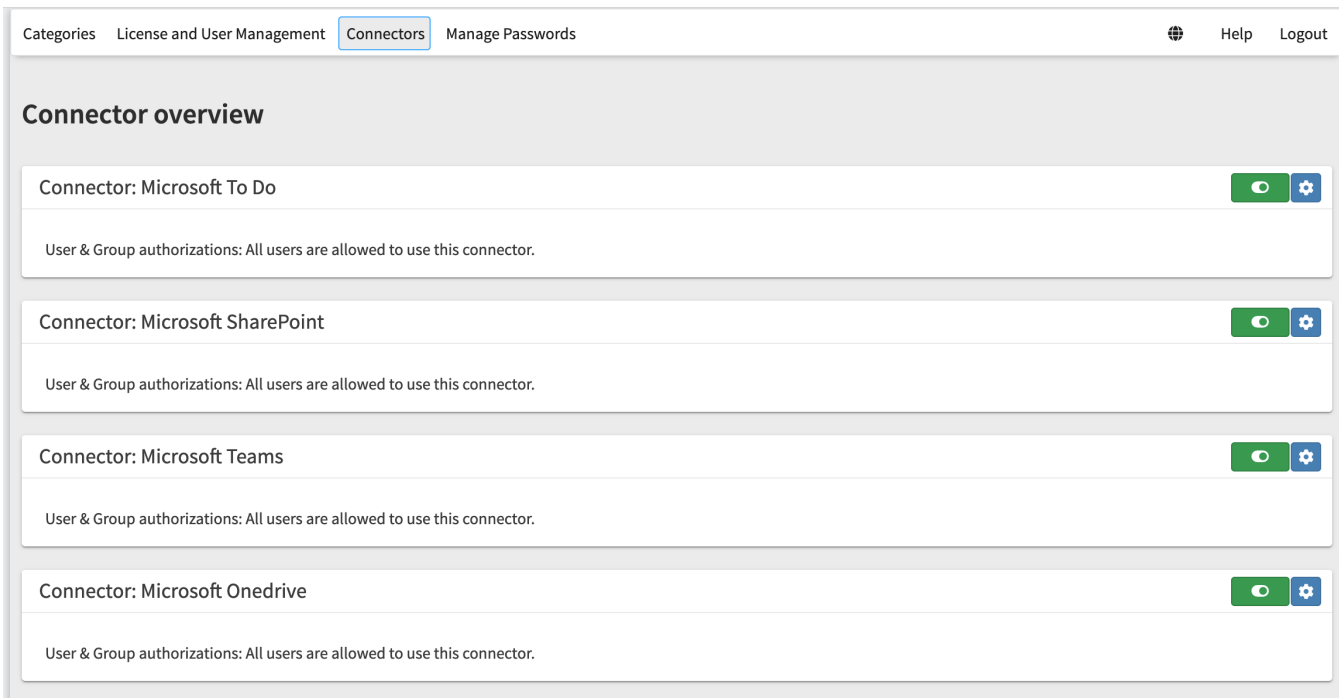 Categories License and User Management Connectors Manage Passwords Help Logout
Connector overview
Connector: Microsoft To Do
User & Group authorizations: All users are allowed to use this connector.
Connector: Microsoft SharePoint
User & Group authorizations: All users are allowed to use this connector.
Connector: Microsoft Teams
User & Group authorizations: All users are allowed to use this connector.
Connector: Microsoft Onedrive
User & Group authorizations: All users are allowed to use this connector.